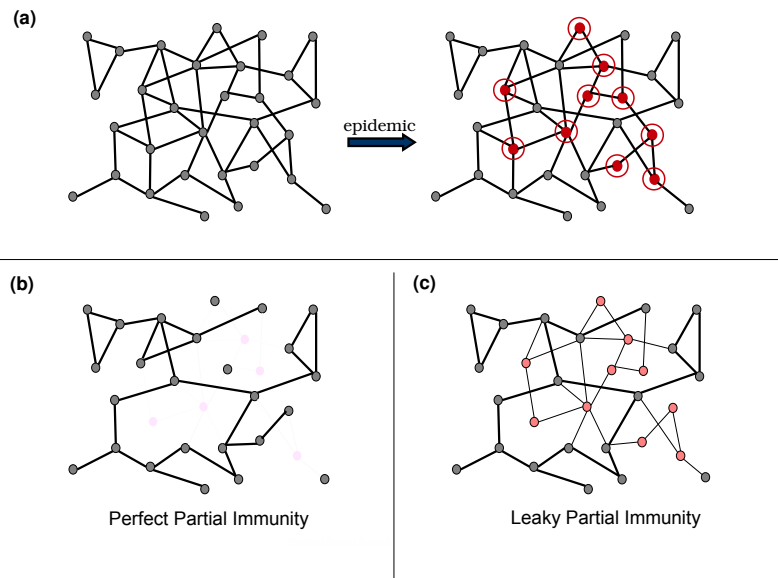 (a)
epidemic
(b)
(c)
Perfect Partial Immunity
Leaky Partial Immunity